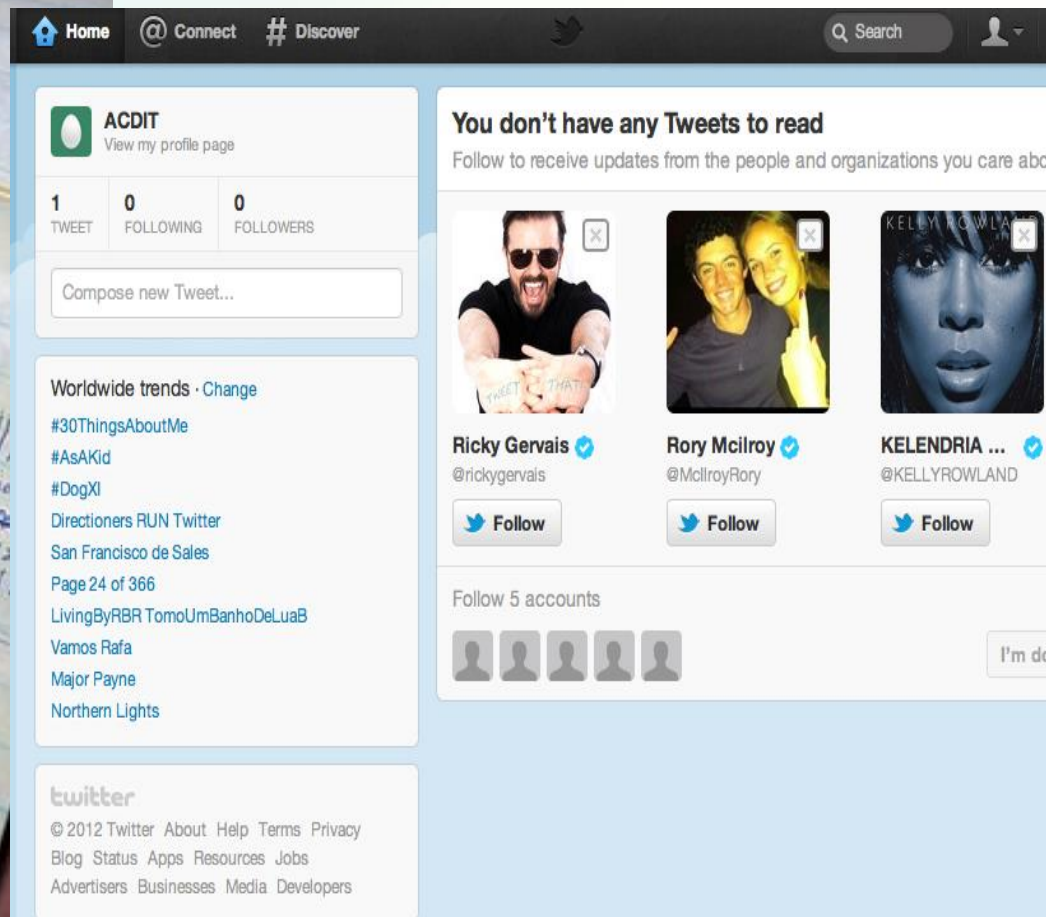 Home @ Connect # Discover Search
ACDIT
View my profile page
1 0 0
TWEET FOLLOWING FOLLOWERS
Compose new Tweet...
Worldwide trends · Change
#30ThingsAboutMe
#AsAKid
#DogXI
Directioners RUN Twitter
San Francisco de Sales
Page 24 of 366
LivingByRBR TomoUmBanhoDeLuaB
Vamos Rafa
Major Payne
Northern Lights
twitter
© 2012 Twitter About Help Terms Privacy
Blog Status Apps Resources Jobs
Advertisers Businesses Media Developers
You don't have any Tweets to read
Follow to receive updates from the people and organizations you care abo
TWEET THAT
KELLY ROWLAND
Ricky Gervais Rory Mcilroy KELENDRIA ...
@rickygervais @McIlroyRory @KELLYROWLAND
Follow Follow Follow
Follow 5 accounts
I'm do